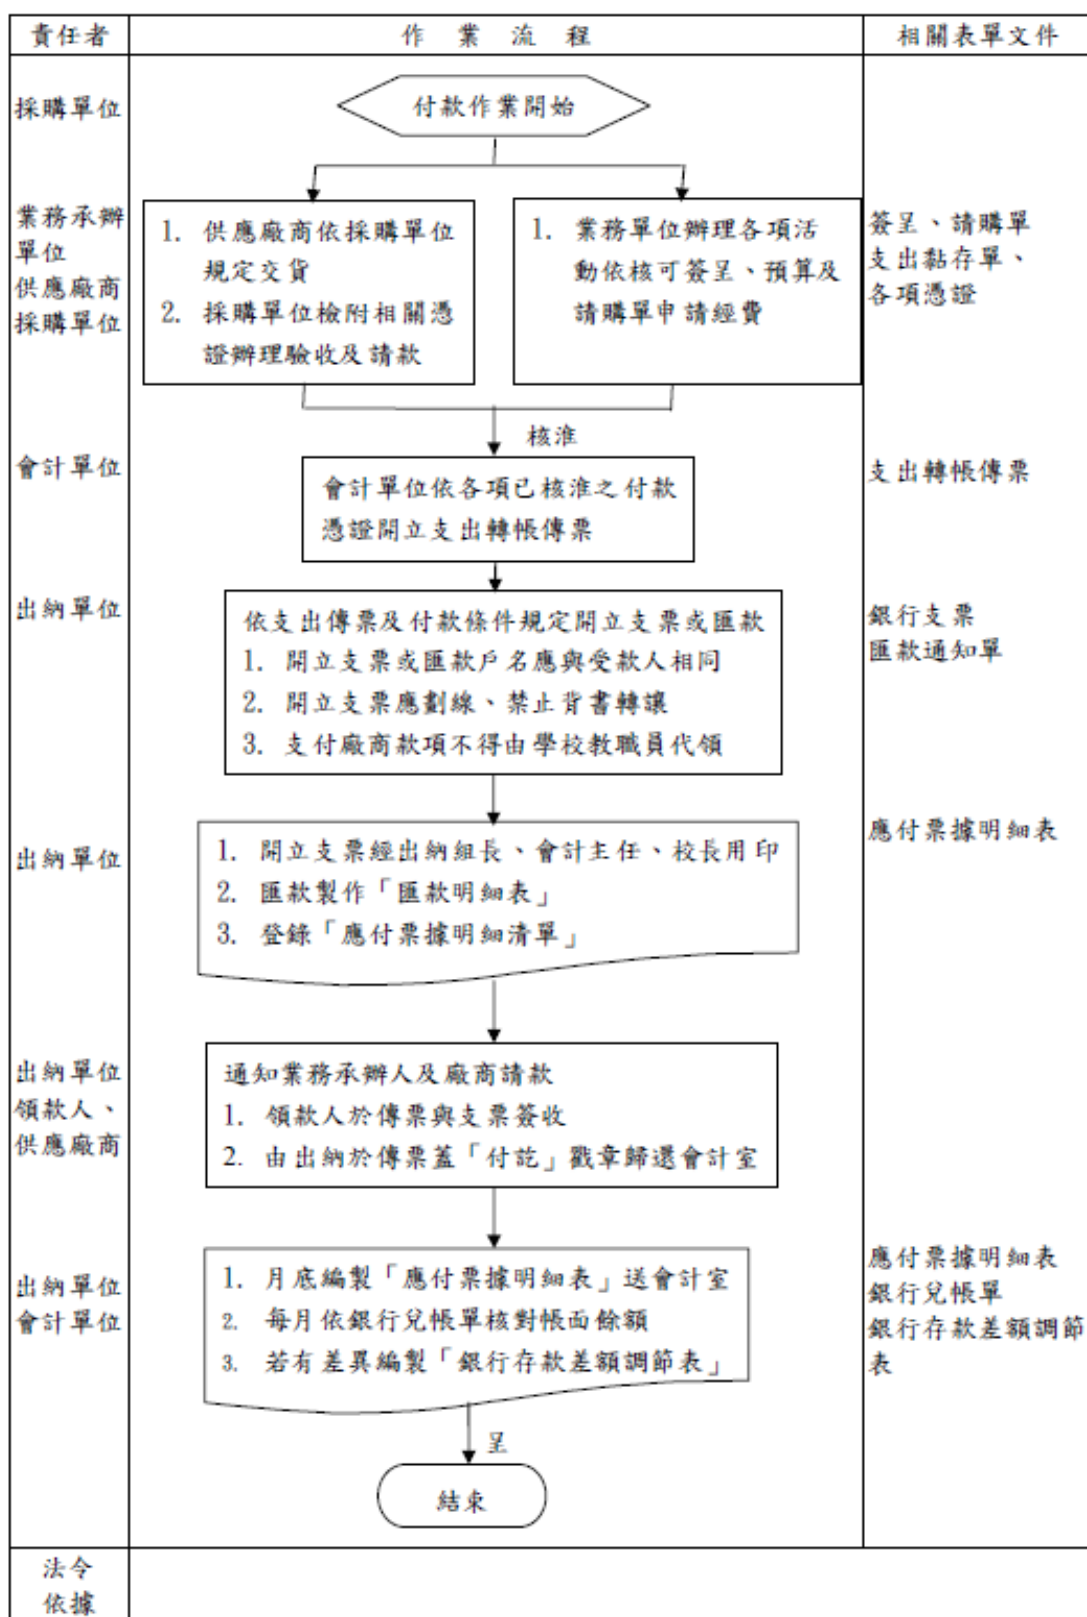 責任者
作業流程
相關表單文件
採購單位
付款作業開始
業務承辦
單位
供應廠商
採購單位
1. 供應廠商依採購單位
規定交貨
2. 採購單位檢附相關憑
證辦理驗收及請款
1. 業務單位辦理各項活
動依核可簽呈、預算及
請購單申請經費
簽呈、請購單
支出黏存單、
各項憑證
核淮
會計單位
會計單位依各項已核淮之付款
憑證開立支出轉帳傳票
支出轉帳傳票
出納單位
依支出傳票及付款條件規定開立支票或匯款
1. 開立支票或匯款戶名應與受款人相同
2. 開立支票應劃線、禁止背書轉讓
3. 支付廠商款項不得由學校教職員代領
銀行支票
匯款通知單
出納單位
1. 開立支票經出納組長、會計主任、校長用印
2. 匯款製作「匯款明細表」
3. 登錄「應付票據明細清單」
應付票據明細表
出納單位
領款人、
供應廠商
通知業務承辦人及廠商請款
1. 領款人於傳票與支票簽收
2. 由出納於傳票蓋「付訖」戳章歸還會計室
出納單位
會計單位
1. 月底編製「應付票據明細表」送會計室
2. 每月依銀行兌帳單核對帳面餘額
3. 若有差異編製「銀行存款差額調節表」
應付票據明細表
銀行兌帳單
銀行存款差額調節
表
呈
結束
法令
依據